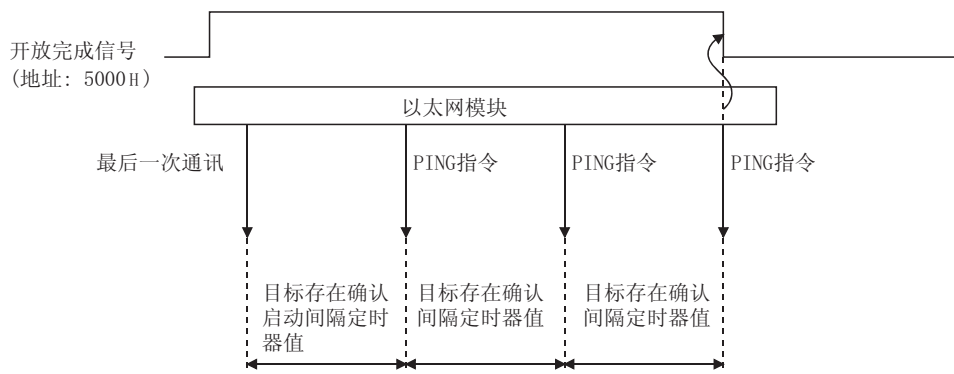 开放完成信号
(地址: 5000H)
以太网模块
最后一次通讯
PING指令
PING指令
PING指令
目标存在确认
启动间隔定时
器值
目标存在确认
间隔定时器值
目标存在确认
间隔定时器值